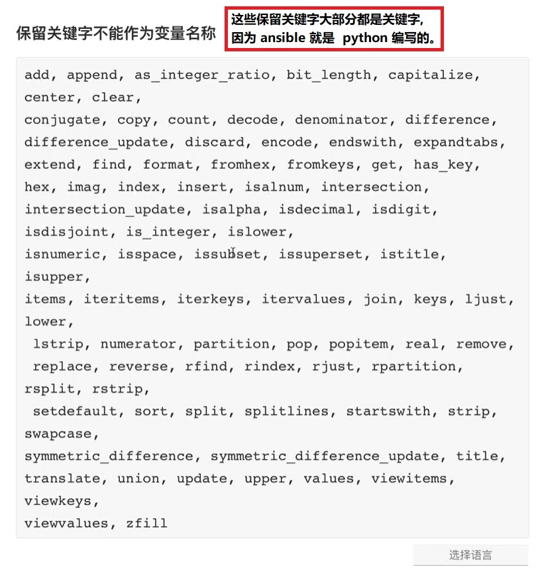 保留关键字不能作为变量名称
这些保留关键字大部分都是关键字,
因为 ansible 就是 python 编写的。
add, append, as_integer_ratio, bit_length, capitalize,
center, clear,
conjugate, copy, count, decode, denominator, difference,
difference_update, discard, encode, endswith, expandtabs,
extend, find, format, fromhex, fromkeys, get, has_key,
hex, imag, index, insert, isalnum, intersection,
intersection_update, isalpha, isdecimal, isdigit,
isdisjoint, is_integer, islower,
isnumeric, isspace, issubset, issuperset, istitle,
isupper,
items, iteritems, iterkeys, itervalues, join, keys, ljust,
lower,
lstrip, numerator, partition, pop, popitem, real, remove,
replace, reverse, rfind, rindex, rjust, rpartition,
rsplit, rstrip,
setdefault, sort, split, splitlines, startswith, strip,
swapcase,
symmetric_difference, symmetric_difference_update, title,
translate, union, update, upper, values, viewitems,
viewkeys,
viewvalues, zfill
选择语言